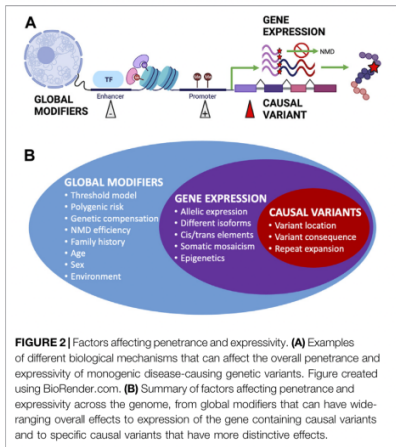 A
GENE
EXPRESSION
NMD
TF
Enhancer
Promoter
GLOBAL
MODIFIERS
-
+
CAUSAL
VARIANT
B
GLOBAL MODIFIERS
• Threshold model
• Polygenic risk
• Genetic compensation
• NMD efficiency
• Family history
• Age
• Sex
• Environment
GENE EXPRESSION
• Allelic expression
• Different isoforms
• Cis/trans elements
• Somatic mosaicism
• Epigenetics
CAUSAL VARIANTS
• Variant location
• Variant consequence
• Repeat expansion
FIGURE 2 | Factors affecting penetrance and expressivity. (A) Examples
of different biological mechanisms that can affect the overall penetrance and
expressivity of monogenic disease-causing genetic variants. Figure created
using BioRender.com. (B) Summary of factors affecting penetrance and
expressivity across the genome, from global modifiers that can have wide-
ranging overall effects to expression of the gene containing causal variants
and to specific causal variants that have more distinctive effects.